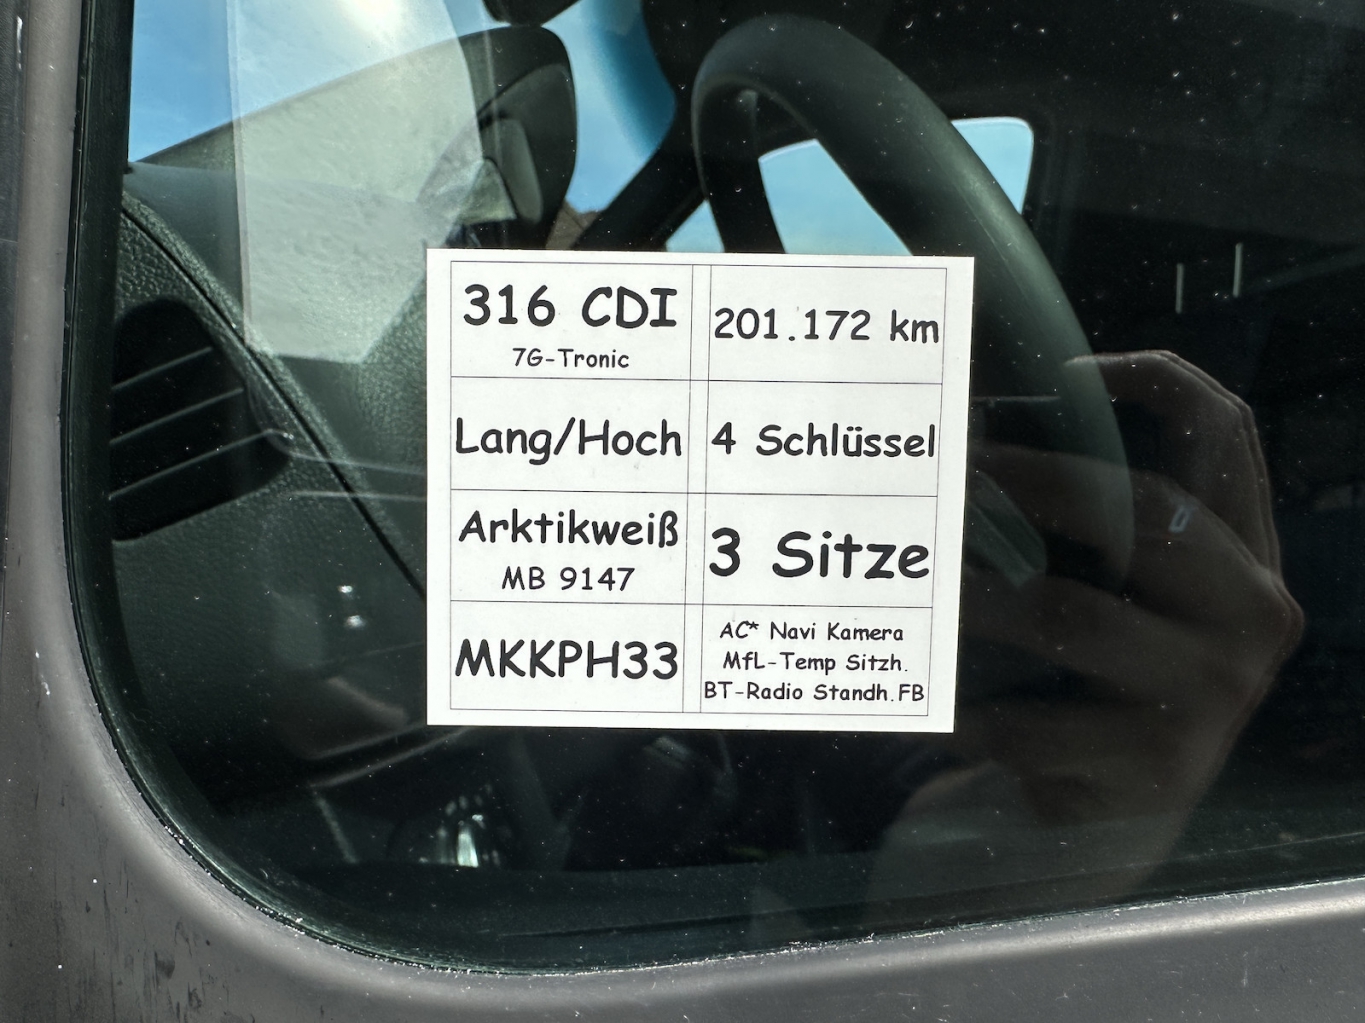 316 CDI
7G-Tronic
201.172 km
Lang/Hoch
4 Schlüssel
Arktikweiß
MB 9147
3 Sitze
MKKPH33
AC* Navi Kamera
MfL-Temp Sitzh.
BT-Radio Standh.FB